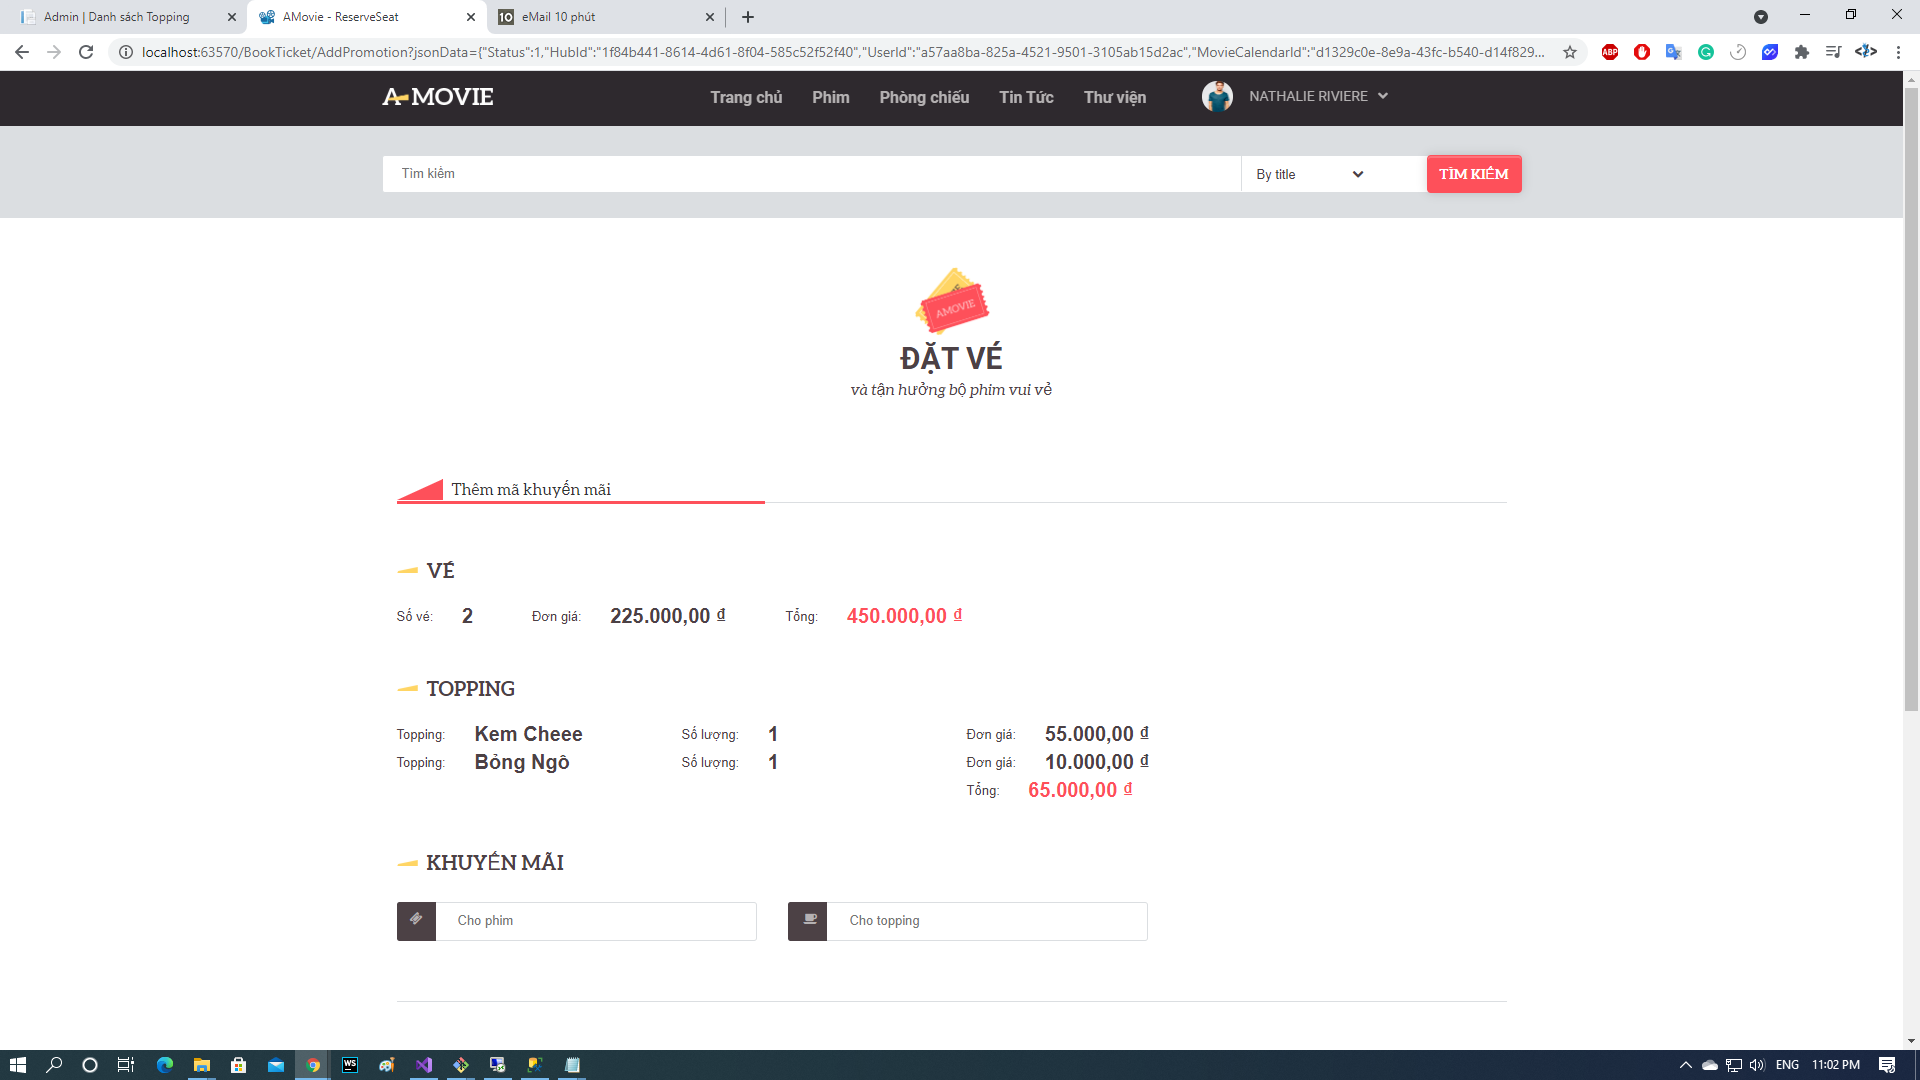 Admin | Danh sách Topping
AMovie - ReserveSeat
10 eMail 10 phút
localhost:63570/BookTicket/AddPromotion?jsonData={"Status":1,"HubId":"1f84b441-8614-4d61-8f04-585c52f52f40","UserId":"a57aa8ba-825a-4521-9501-3105ab15d2ac","MovieCalendarId":"d1329c0e-8e9a-43fc-b540-d14f829...
ABP
A-MOVIE
Trang chủ Phim Phòng chiếu Tin Tức Thư viện
NATHALIE RIVIERE
Tìm kiếm
By title
TÌM KIẾM
AMOVIE
ĐẶT VÉ
và tận hưởng bộ phim vui vẻ
Thêm mã khuyến mãi
VÉ
Số vé: 2 Đơn giá: 225.000,00 ₫ Tổng: 450.000,00 ₫
TOPPING
Topping: Kem Cheee Số lượng: 1 Đơn giá: 55.000,00 ₫
Topping: Bỏng Ngô Số lượng: 1 Đơn giá: 10.000,00 ₫
Tổng: 65.000,00 ₫
KHUYẾN MÃI
Cho phim
Cho topping
WS
ENG
11:02 PM